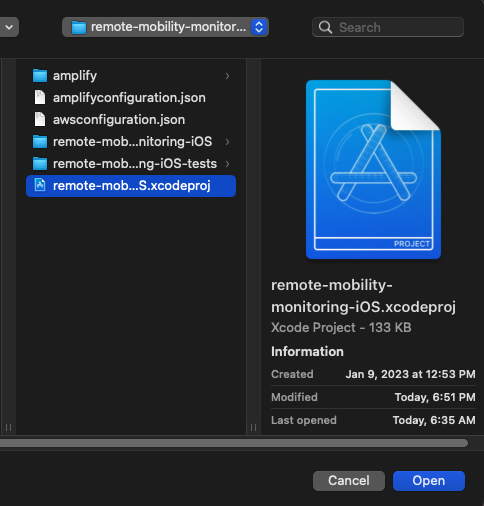 remote-mobility-monitor...
Search
amplify
amplifyconfiguration.json
awsconfiguration.json
remote-mob...nitoring-iOS
remote-mob...ng-iOS-tests
remote-mob...S.xcodeproj
PROJECT
remote-mobility-
monitoring-iOS.xcodeproj
Xcode Project - 133 KB
Information
Created Jan 9, 2023 at 12:53 PM
Modified Today, 6:51 PM
Last opened Today, 6:35 AM
Cancel Open